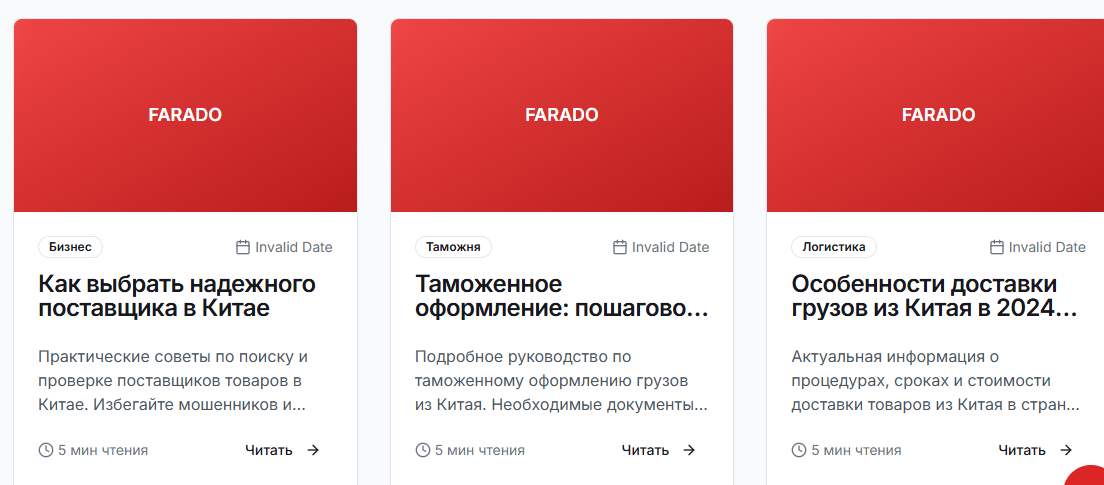 FARADO
Бизнес
Invalid Date
Как выбрать надежного
поставщика в Китае
Практические советы по поиску и
проверке поставщиков товаров в
Китае. Избегайте мошенников и...
5 мин чтения
Читать
FARADO
Таможня
Invalid Date
Таможенное
оформление: пошагово...
Подробное руководство по
таможенному оформлению грузов
из Китая. Необходимые документы...
5 мин чтения
Читать
FARADO
Логистика
Invalid Date
Особенности доставки
грузов из Китая в 2024...
Актуальная информация о
процедурах, сроках и стоимости
доставки товаров из Китая в стран...
5 мин чтения
Читать